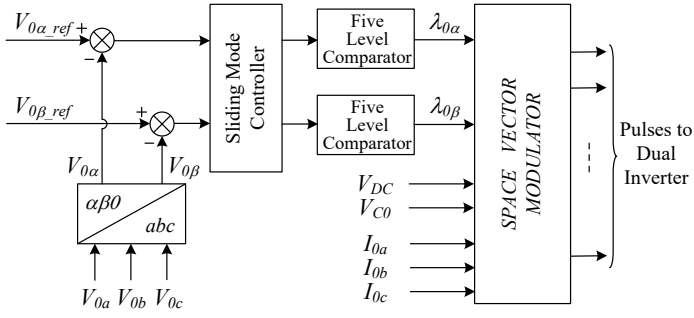 V0α_ref
+
−
V0β_ref
+
−
V0α
V0β
αβ0
abc
V0a
V0b
V0c
Sliding Mode
Controller
Five
Level
Comparator
Five
Level
Comparator
λ0α
λ0β
VDC
VC0
I0a
I0b
I0c
SPACE VECTOR
MODULATOR
Pulses to
Dual
Inverter